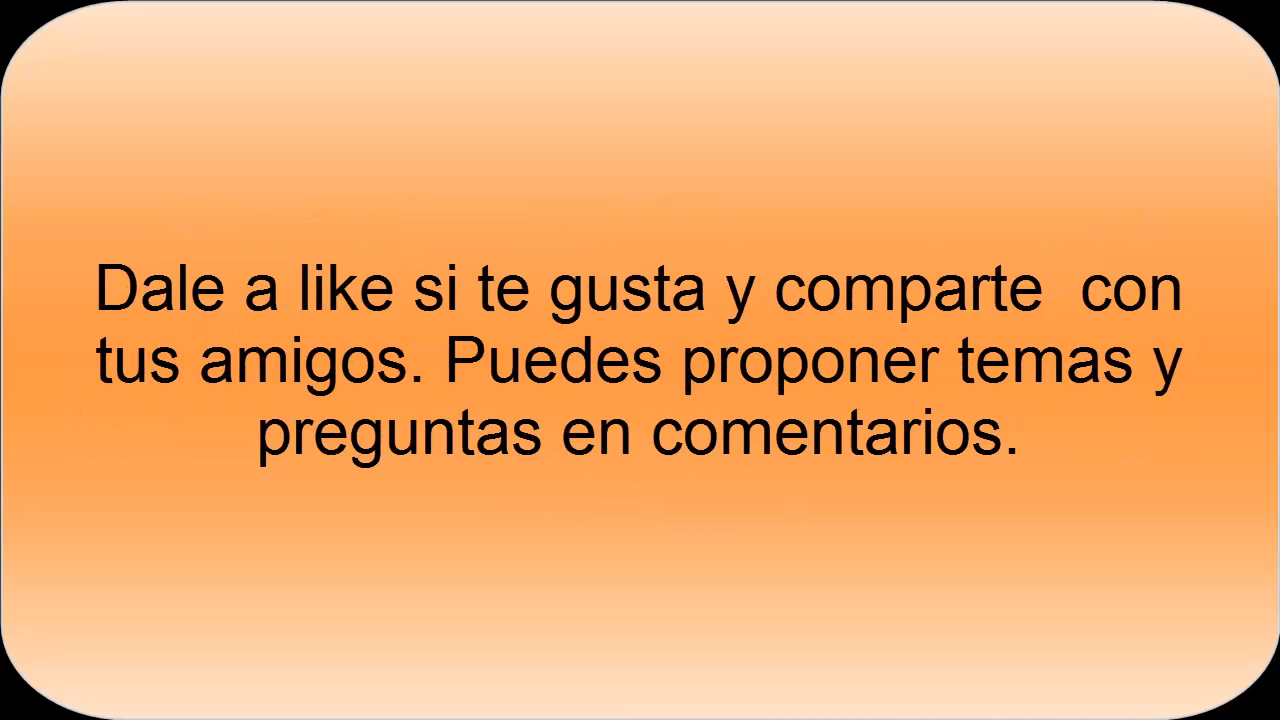 Dale a like si te gusta y comparte  con
tus amigos. Puedes proponer temas y
preguntas en comentarios.